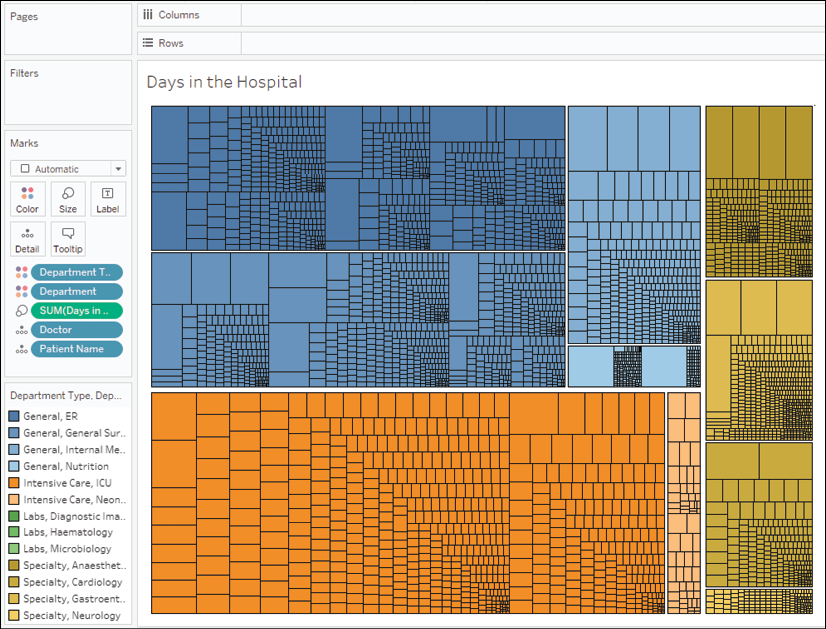 Pages
Columns
Rows
Filters
Days in the Hospital
Marks
Automatic
Color
Size
Label
Detail
Tooltip
Department T..
Department
SUM(Days in ..
Doctor
Patient Name
Department Type, Dep...
General, ER
General, General Sur..
General, Internal Me..
General, Nutrition
Intensive Care, ICU
Intensive Care, Neon..
Labs, Diagnostic Ima..
Labs, Haematology
Labs, Microbiology
Specialty, Anaesthet..
Specialty, Cardiology
Specialty, Gastroent..
Specialty, Neurology